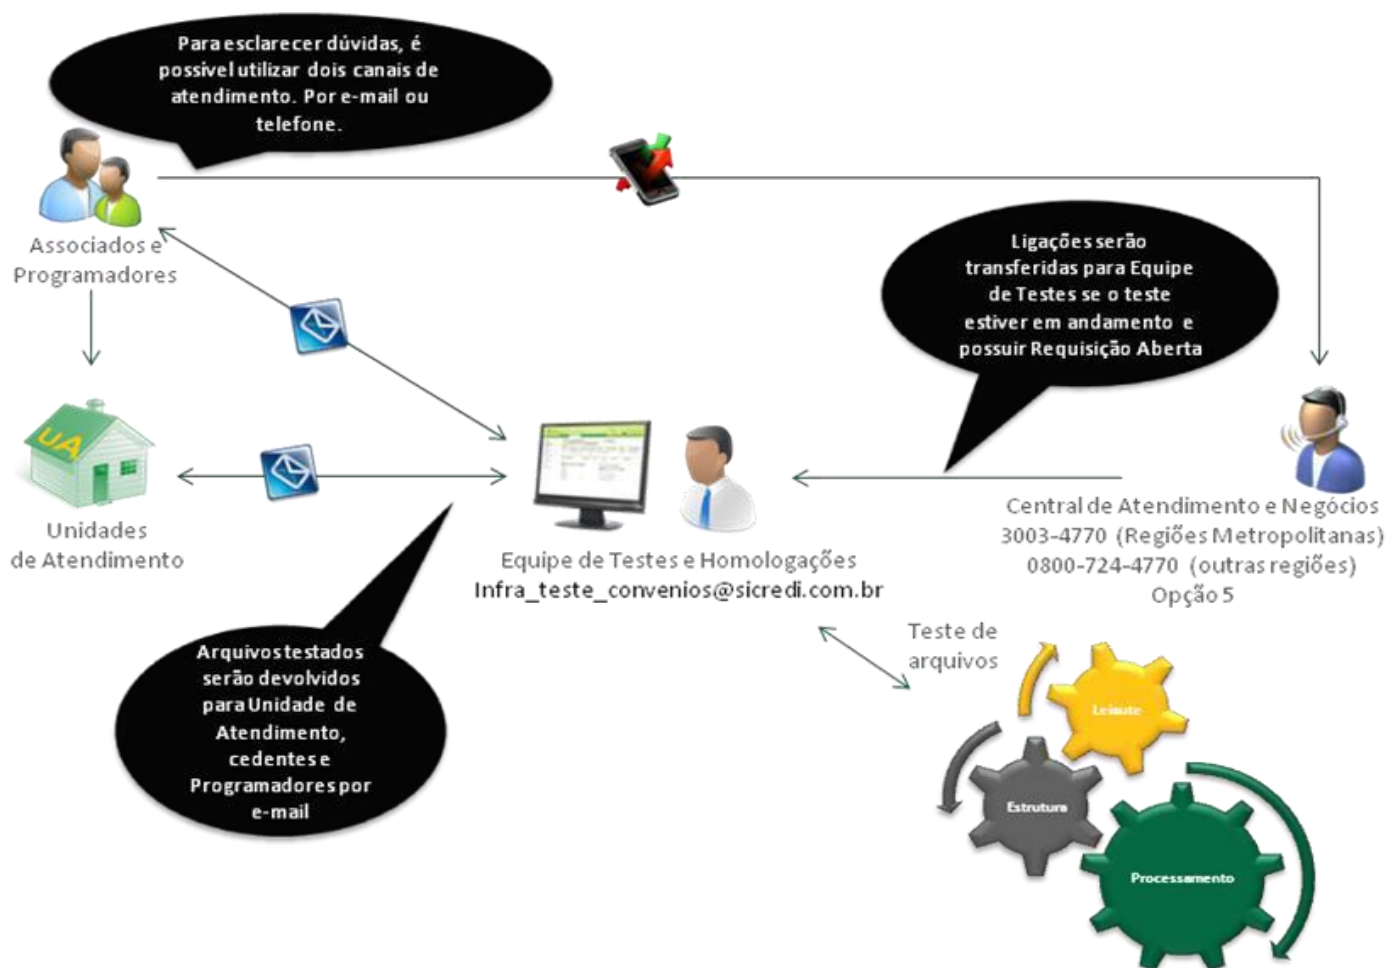 Para esclarecer dúvidas, é
possível utilizar dois canais de
atendimento. Por e-mail ou
telefone.
Associados e
Programadores
Ligações serão
transferidas para Equipe
de Testes se o teste
estiver em andamento e
possuir Requisição Aberta
UA
Unidades
de Atendimento
Equipe de Testes e Homologações
Infra_teste_convenios@sicredi.com.br
Central de Atendimento e Negócios
3003-4770 (Regiões Metropolitanas)
0800-724-4770 (outras regiões)
Opção 5
Arquivos testados
serão devolvidos
para Unidade de
Atendimento,
cedentes e
Programadores por
e-mail
Teste de
arquivos
Leiaute
Estrutura
Processamento